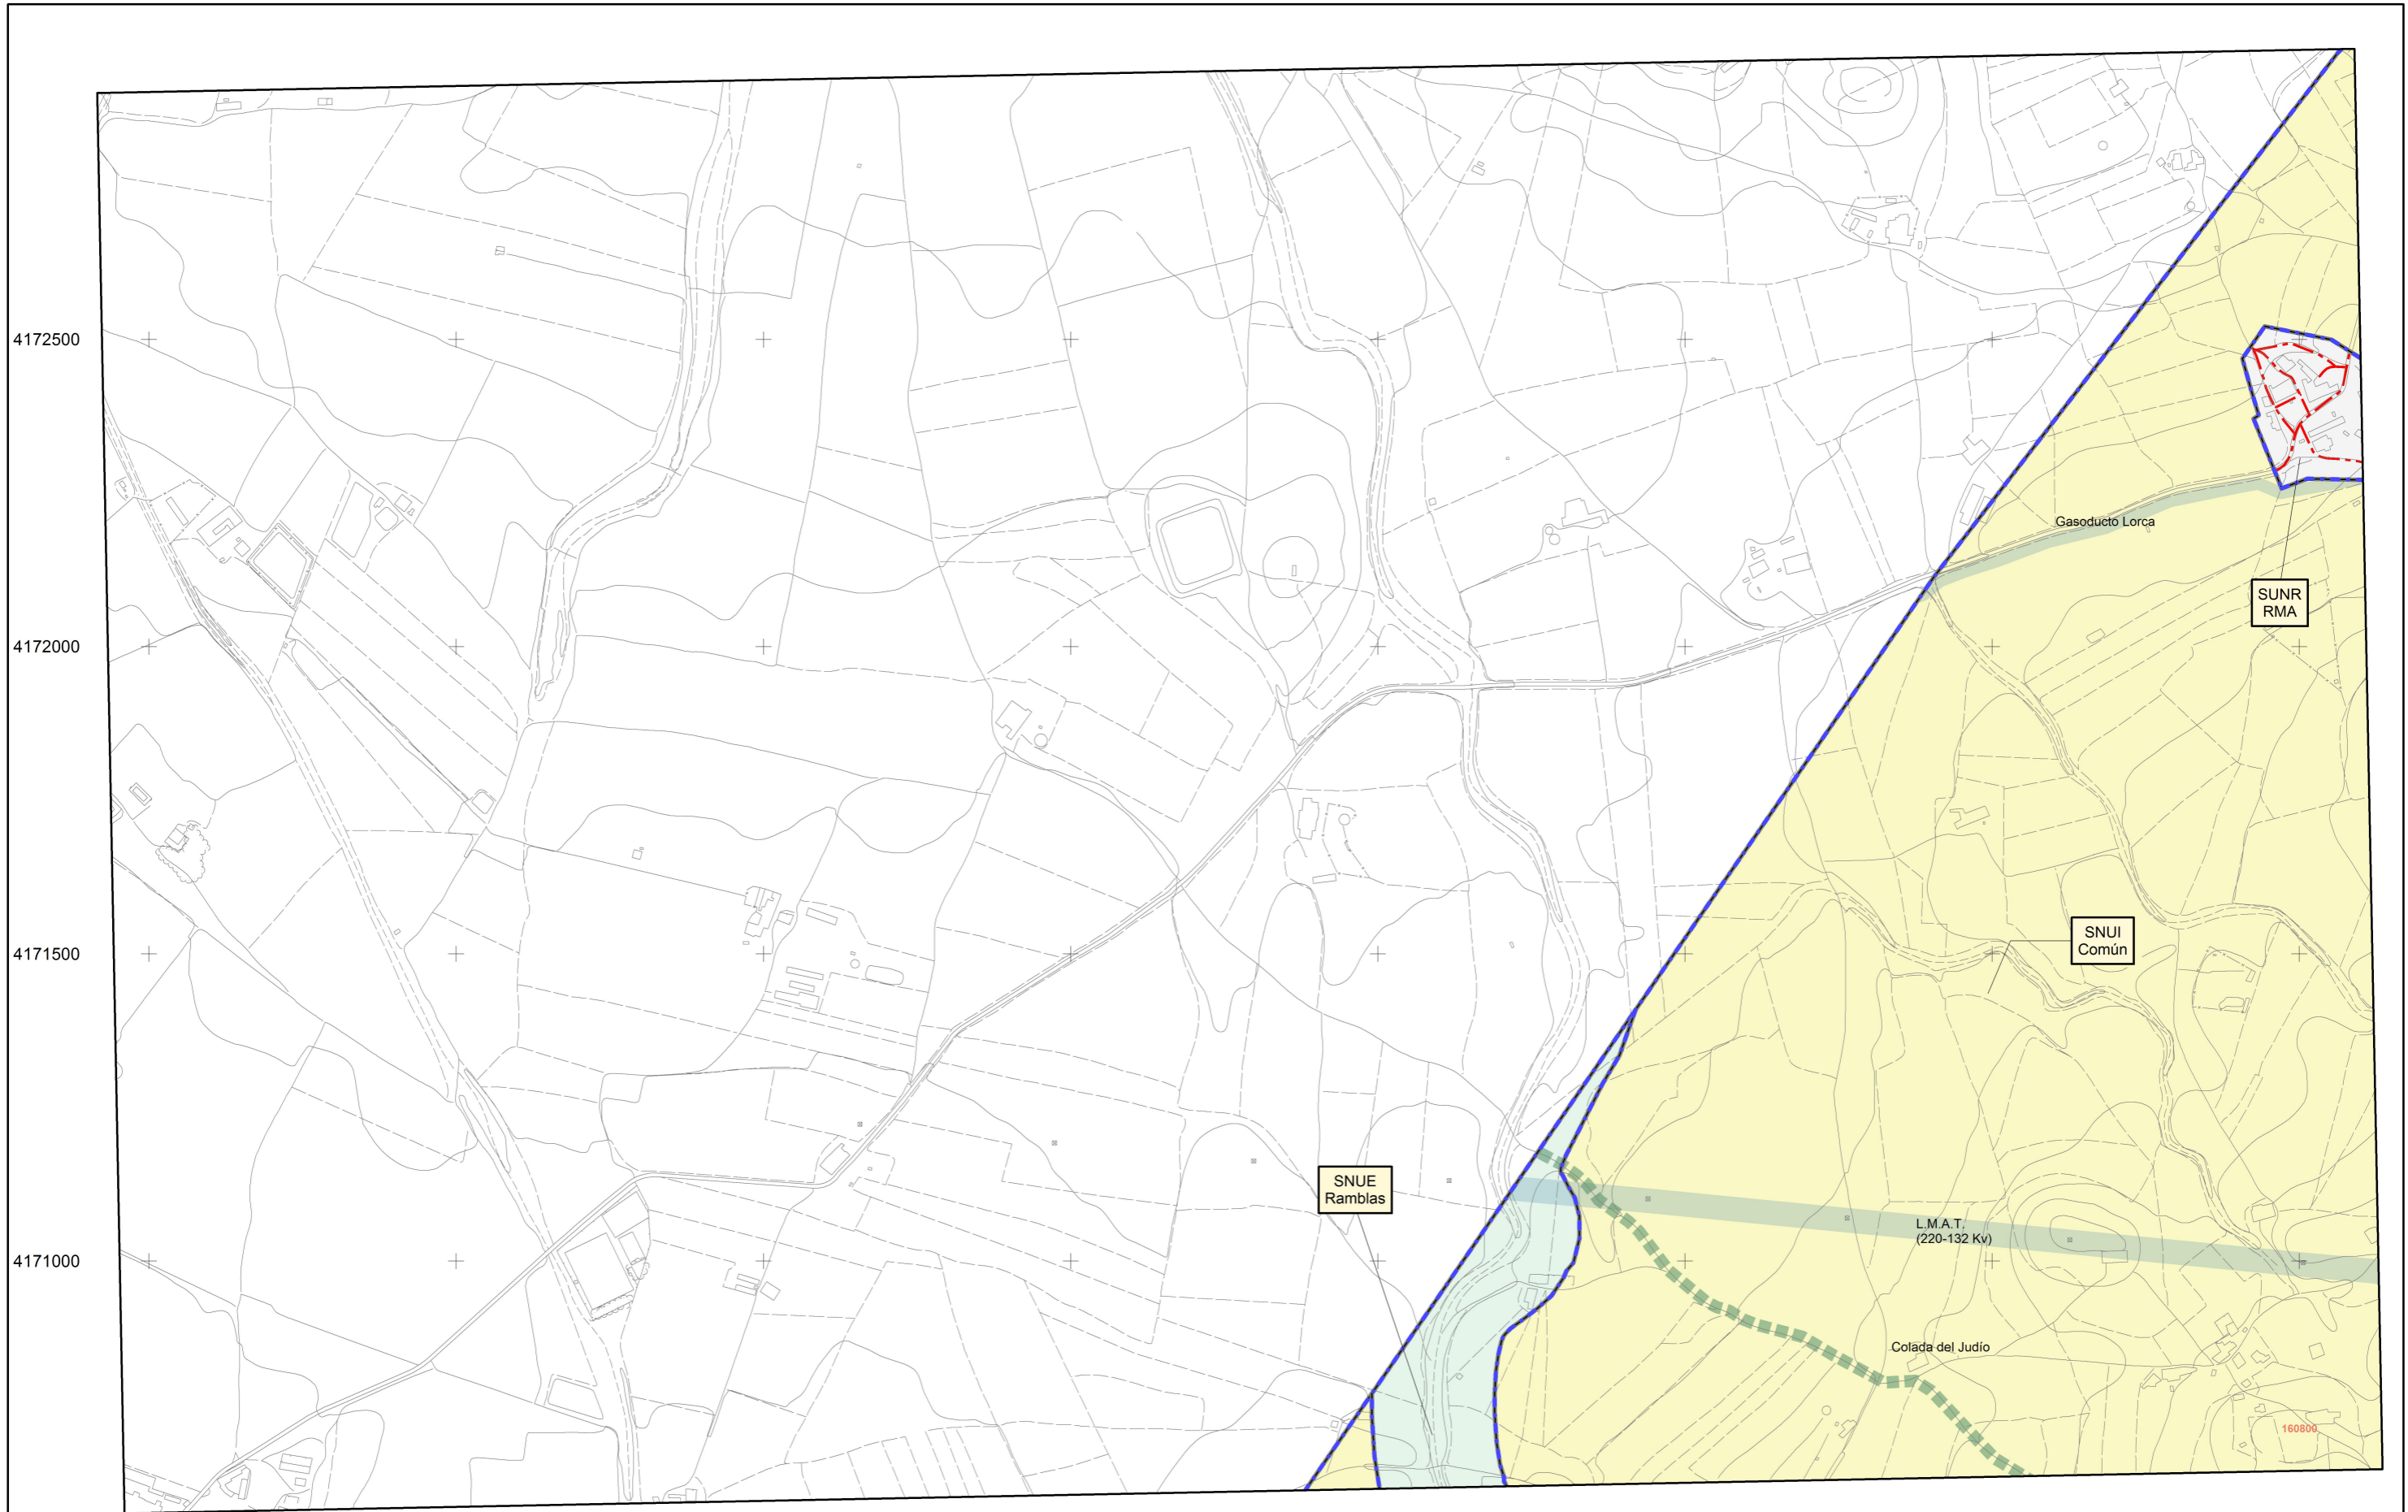 4172500
Gasoducto Lorca
SUNR
RMA
4172000
SNUI
Común
4171500
SNUE
Ramblas
L.M.A.T.
(220-132 Kv)
4171000
Colada del Judío
160800